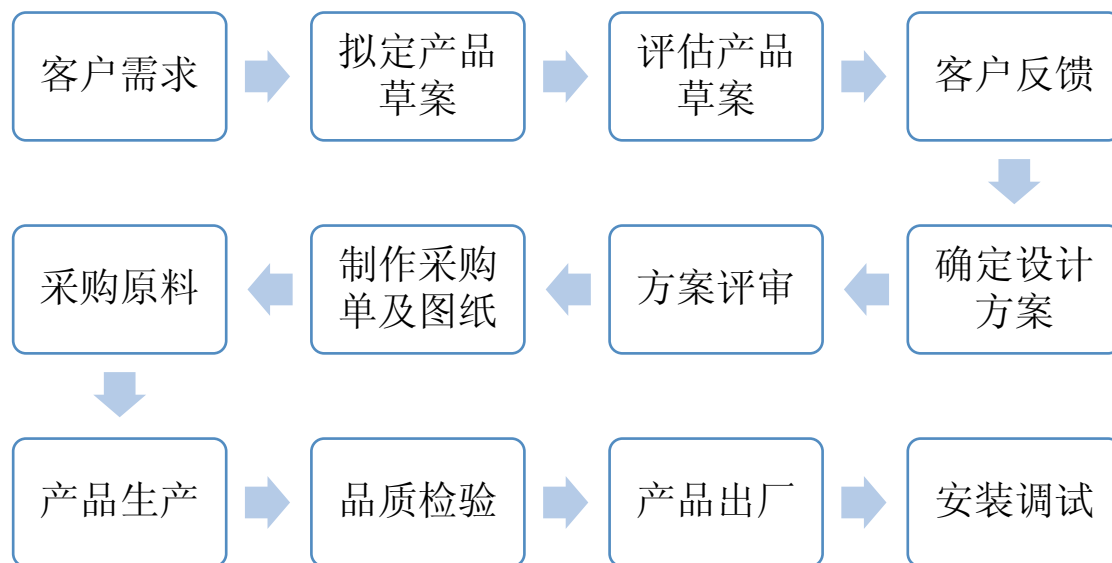 客户需求
拟定产品
草案
评估产品
草案
客户反馈
确定设计
方案
方案评审
制作采购
单及图纸
采购原料
产品生产
品质检验
产品出厂
安装调试